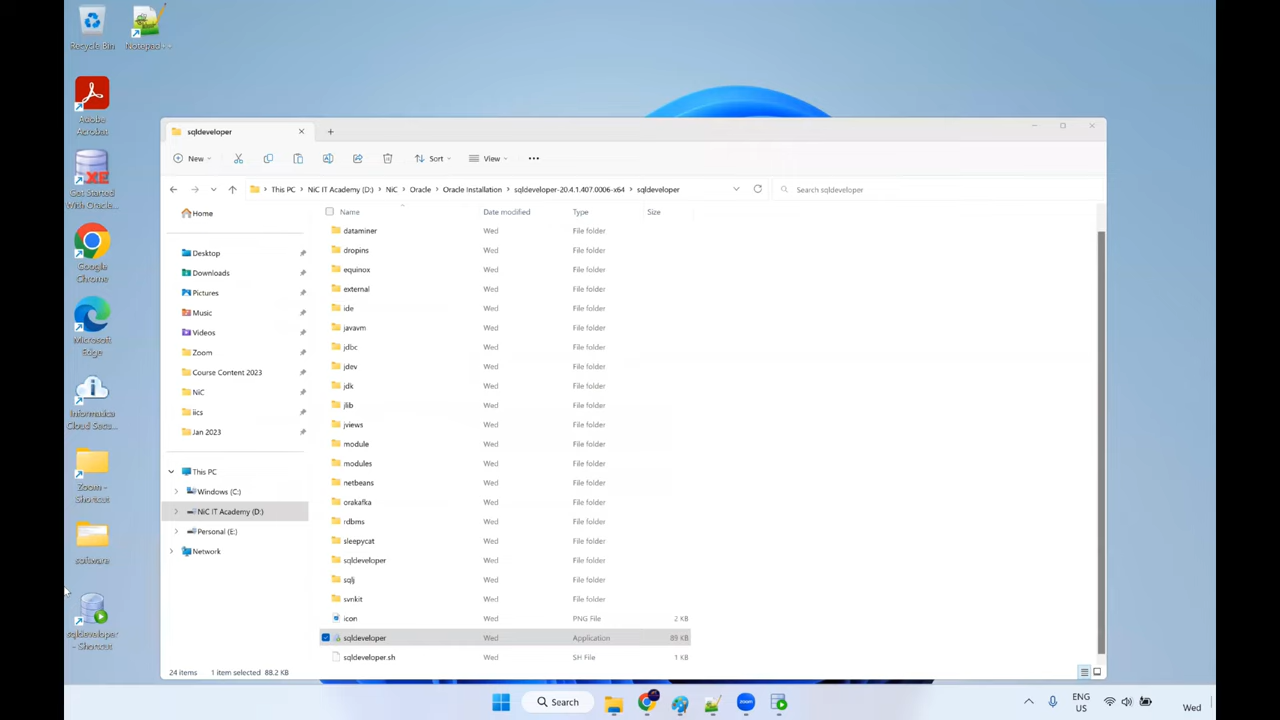 Recycle Bin
Notepad++
Adobe
Acrobat
XE
Get Started
With Oracle...
Google
Chrome
Microsoft
Edge
Informatica
Cloud Secu...
Zoom -
Shortcut
software
sqldeveloper
- Shortcut
sqldeveloper
New
Sort
View
This PC > NiC IT Academy (D:) > NiC > Oracle > Oracle Installation > sqldeveloper-20.4.1.407.0006-x64 > sqldeveloper
Search sqldeveloper
Home
Desktop
Downloads
Pictures
Music
Videos
Zoom
Course Content 2023
NiC
iics
Jan 2023
This PC
Windows (C:)
NiC IT Academy (D:)
Personal (E:)
Network
Name Date modified Type Size
dataminer Wed File folder
dropins Wed File folder
equinox Wed File folder
external Wed File folder
ide Wed File folder
javavm Wed File folder
jdbc Wed File folder
jdev Wed File folder
jdk Wed File folder
jlib Wed File folder
jviews Wed File folder
module Wed File folder
modules Wed File folder
netbeans Wed File folder
orakafka Wed File folder
rdbms Wed File folder
sleepycat Wed File folder
sqldeveloper Wed File folder
sqlj Wed File folder
svnkit Wed File folder
icon Wed PNG File 2 KB
sqldeveloper Wed Application 89 KB
sqldeveloper.sh Wed SH File 1 KB
24 items 1 item selected 88.2 KB
Search
zoom
ENG
US
Wed